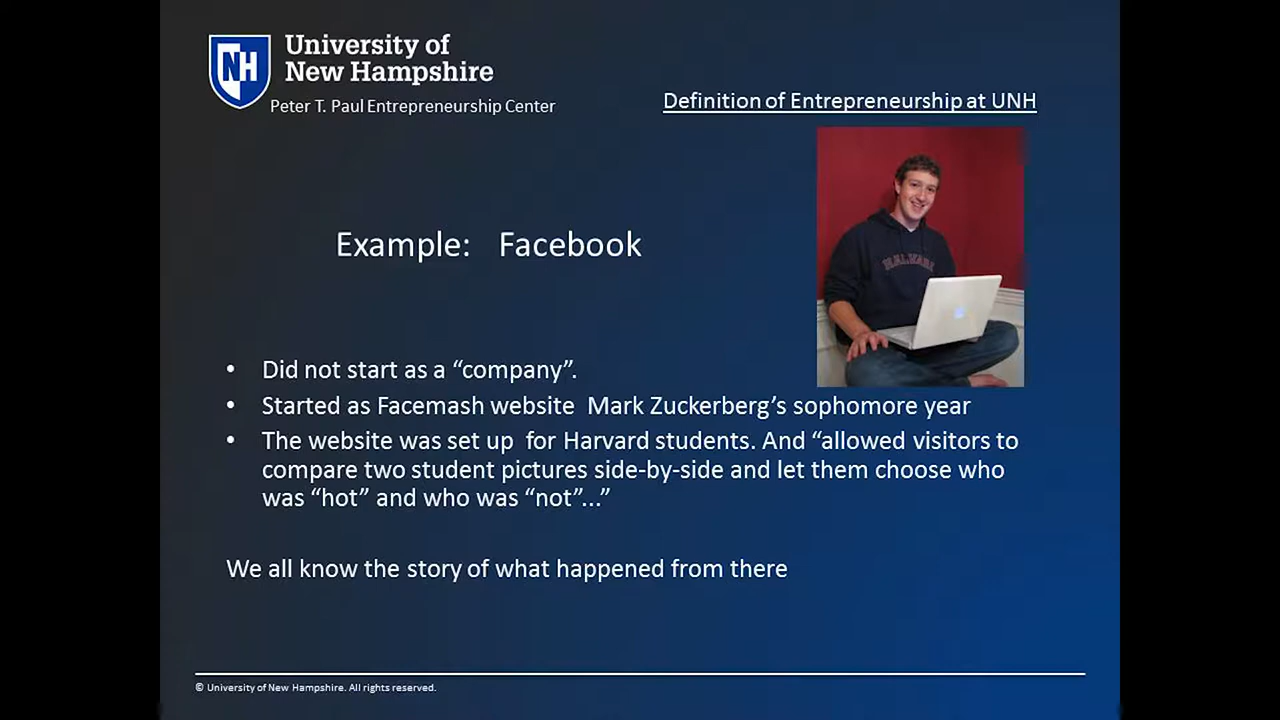 NH
University of
New Hampshire
Peter T. Paul Entrepreneurship Center
Definition of Entrepreneurship at UNH
HARVARD
Example: Facebook
• Did not start as a “company”.
• Started as Facemash website Mark Zuckerberg’s sophomore year
• The website was set up for Harvard students. And “allowed visitors to
compare two student pictures side-by-side and let them choose who
was “hot” and who was “not”...”
We all know the story of what happened from there
© University of New Hampshire. All rights reserved.